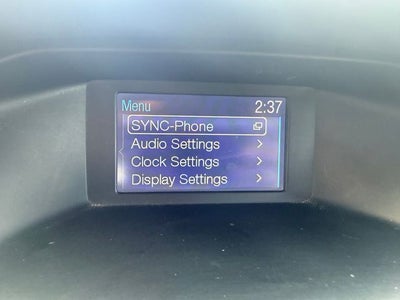 Menu 2:37
SYNC-Phone
Audio Settings
Clock Settings
Display Settings